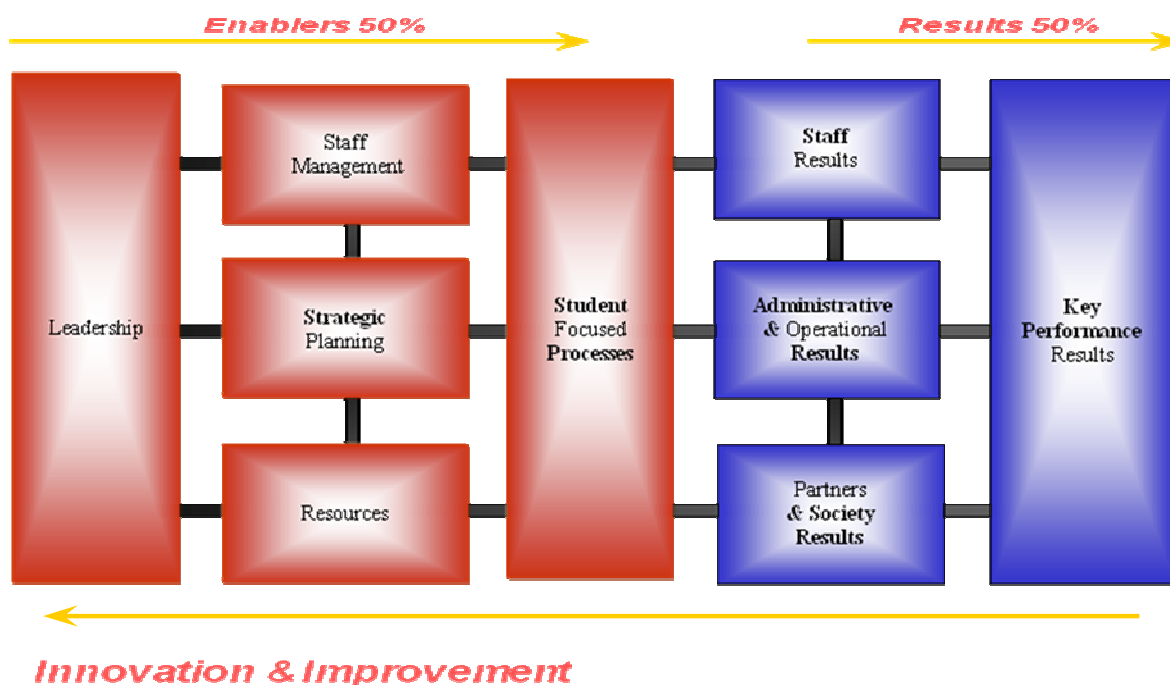 Enablers 50%
Results 50%
Leadership
Staff
Management
Strategic
Planning
Resources
Student
Focused
Processes
Staff
Results
Administrative
& Operational
Results
Partners
& Society
Results
Key
Performance
Results
Innovation & Improvement